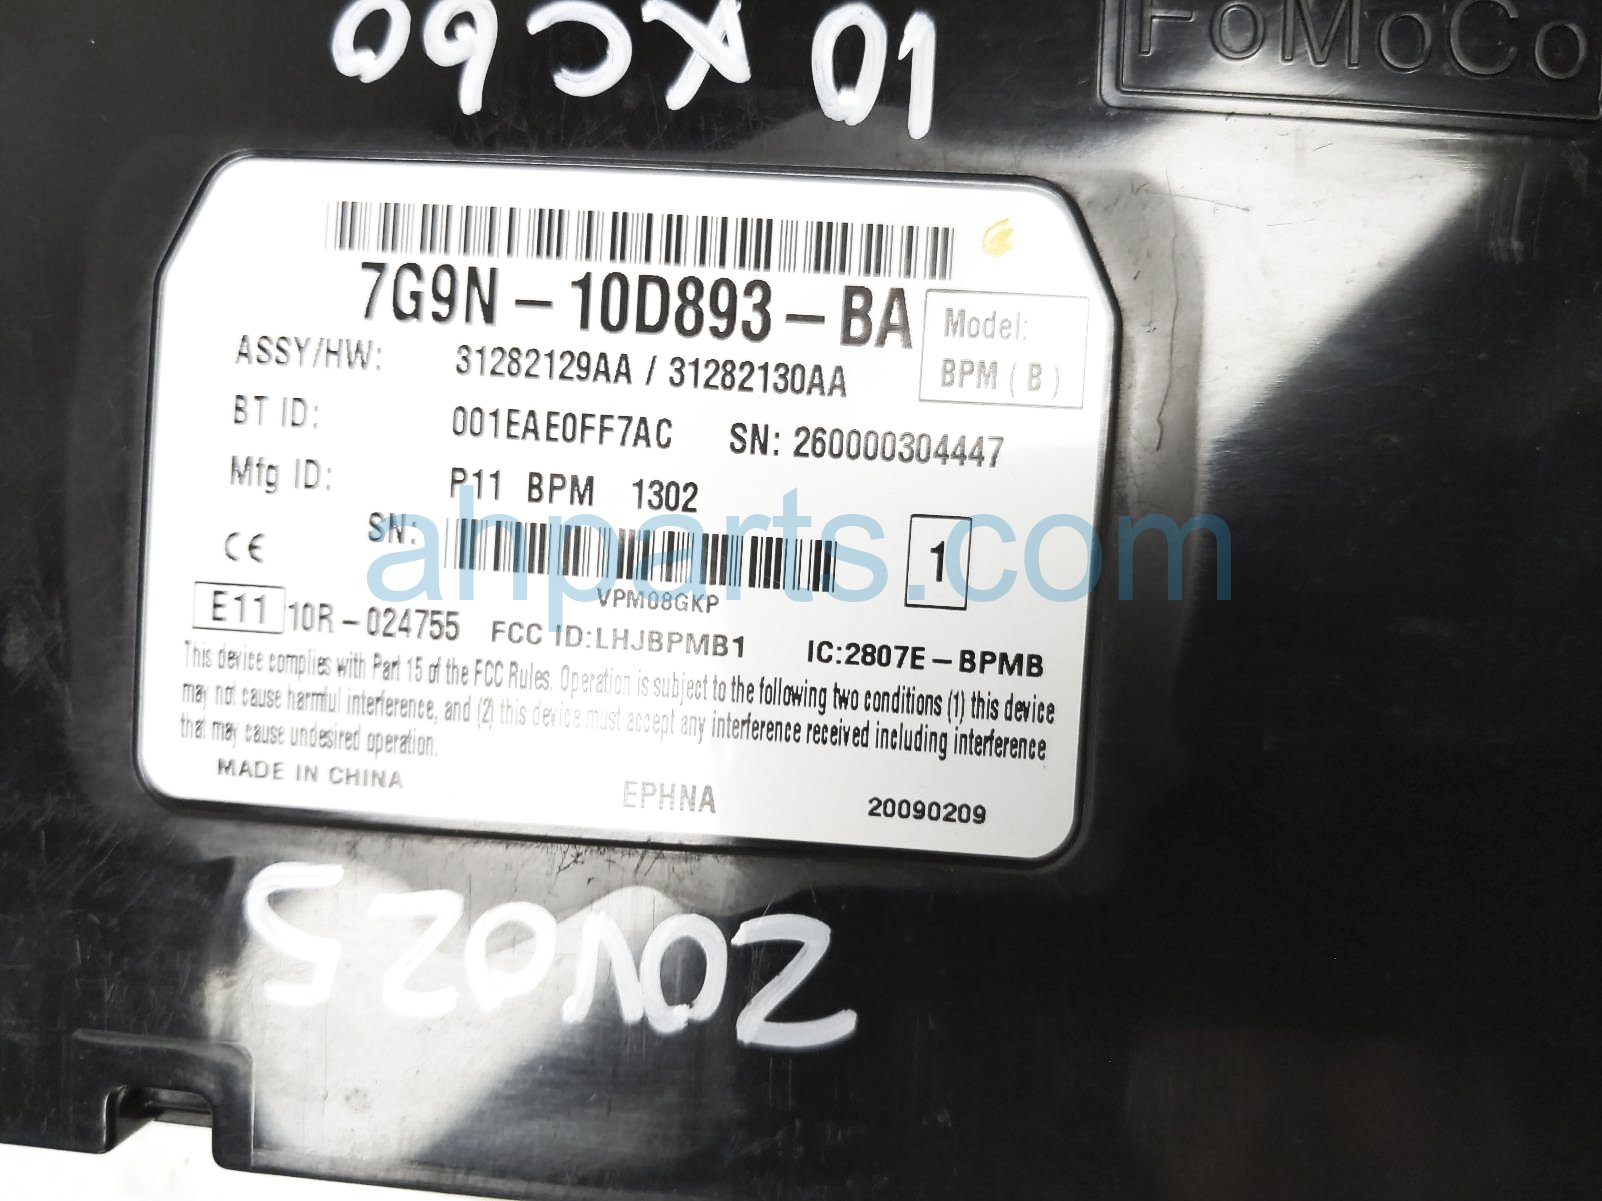 10 XC60
FoMoCo
7G9N - 10D893 - BA
Model:
BPM ( B )
ASSY/HW: 31282129AA / 31282130AA
BT ID: 001EAE0FF7AC SN: 260000304447
Mfg ID: P11 BPM 1302
SN:
1
VPM08GKP
CE
E11 10R - 024755 FCC ID:LHJBPMB1 IC:2807E - BPMB
This device complies with Part 15 of the FCC Rules. Operation is subject to the following two conditions (1) this device
may not cause harmful interference, and (2) this device must accept any interference received including interference
that may cause undesired operation.
MADE IN CHINA EPHNA 20090209
ahparts.com
20V025